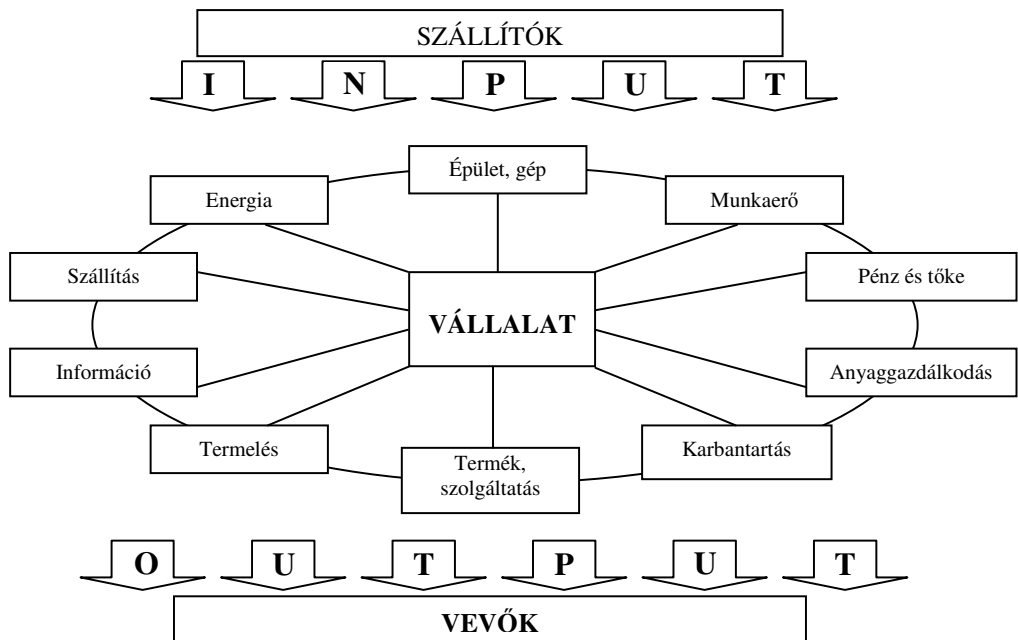 SZÁLLÍTÓK
I N P U T
Épület, gép
Energia
Munkaerő
Szállítás
Pénz és tőke
VÁLLALAT
Információ
Anyaggazdálkodás
Termelés
Karbantartás
Termék,
szolgáltatás
O U T P U T
VEVŐK